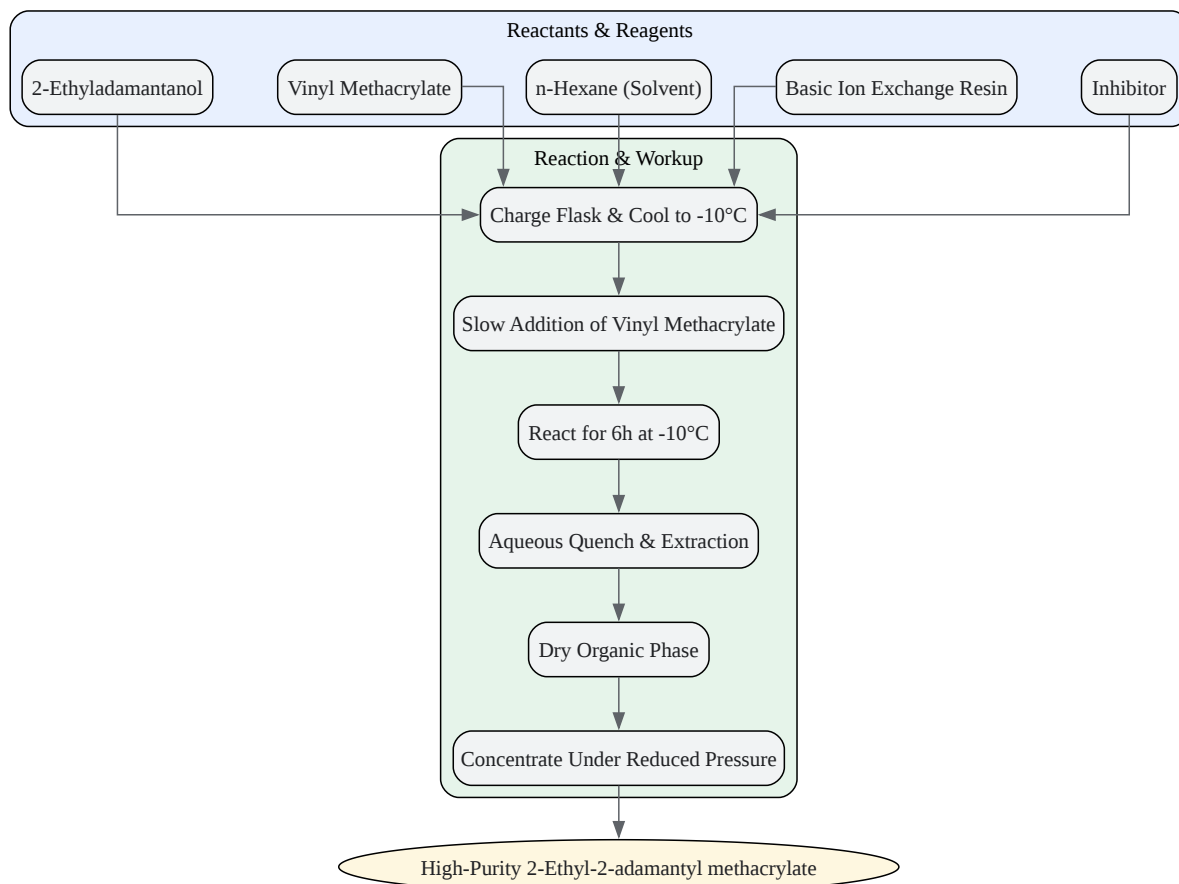 Reactants & Reagents
2-Ethyladamantanol
Vinyl Methacrylate
n-Hexane (Solvent)
Basic Ion Exchange Resin
Inhibitor
Reaction & Workup
Charge Flask & Cool to -10°C
Slow Addition of Vinyl Methacrylate
React for 6h at -10°C
Aqueous Quench & Extraction
Dry Organic Phase
Concentrate Under Reduced Pressure
High-Purity 2-Ethyl-2-adamantyl methacrylate